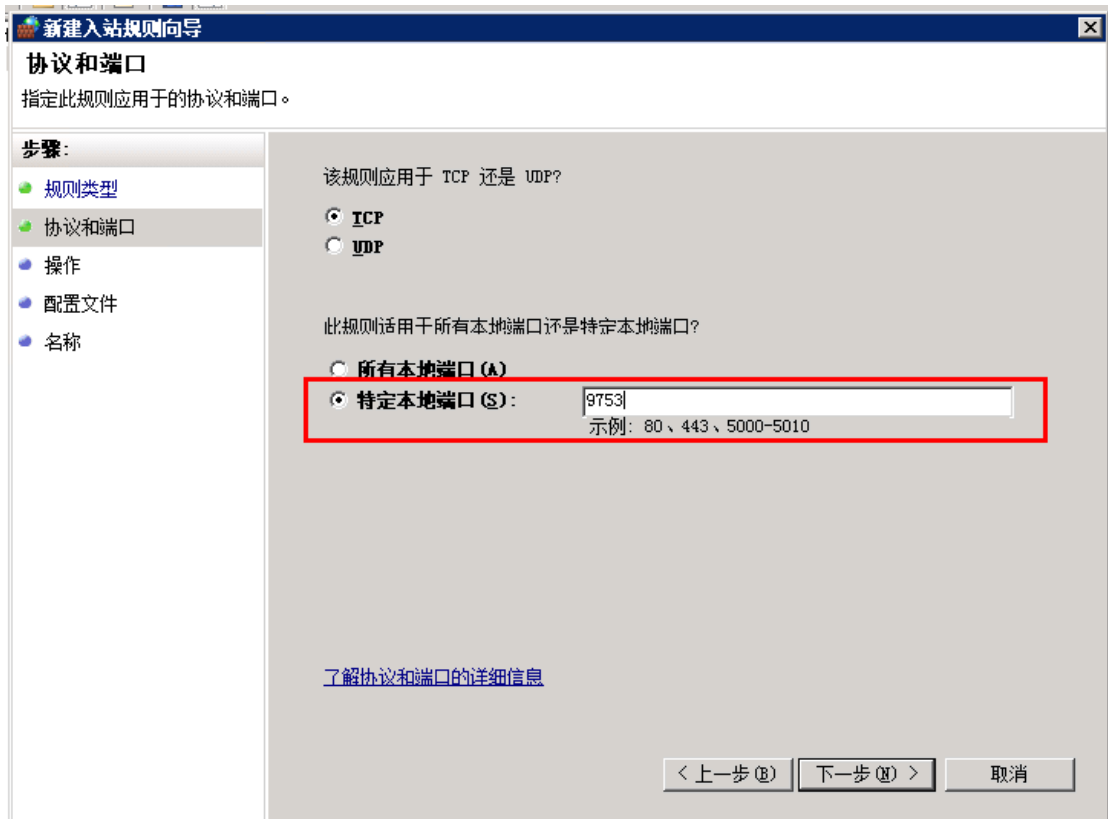 新建入站规则向导
协议和端口
指定此规则应用于的协议和端口。
步骤:
规则类型
协议和端口
操作
配置文件
名称
该规则应用于 TCP 还是 UDP?
TCP
UDP
此规则适用于所有本地端口还是特定本地端口?
所有本地端口(A)
特定本地端口(S): 9753
示例: 80、443、5000-5010
了解协议和端口的详细信息
< 上一步(B) 下一步(N) > 取消